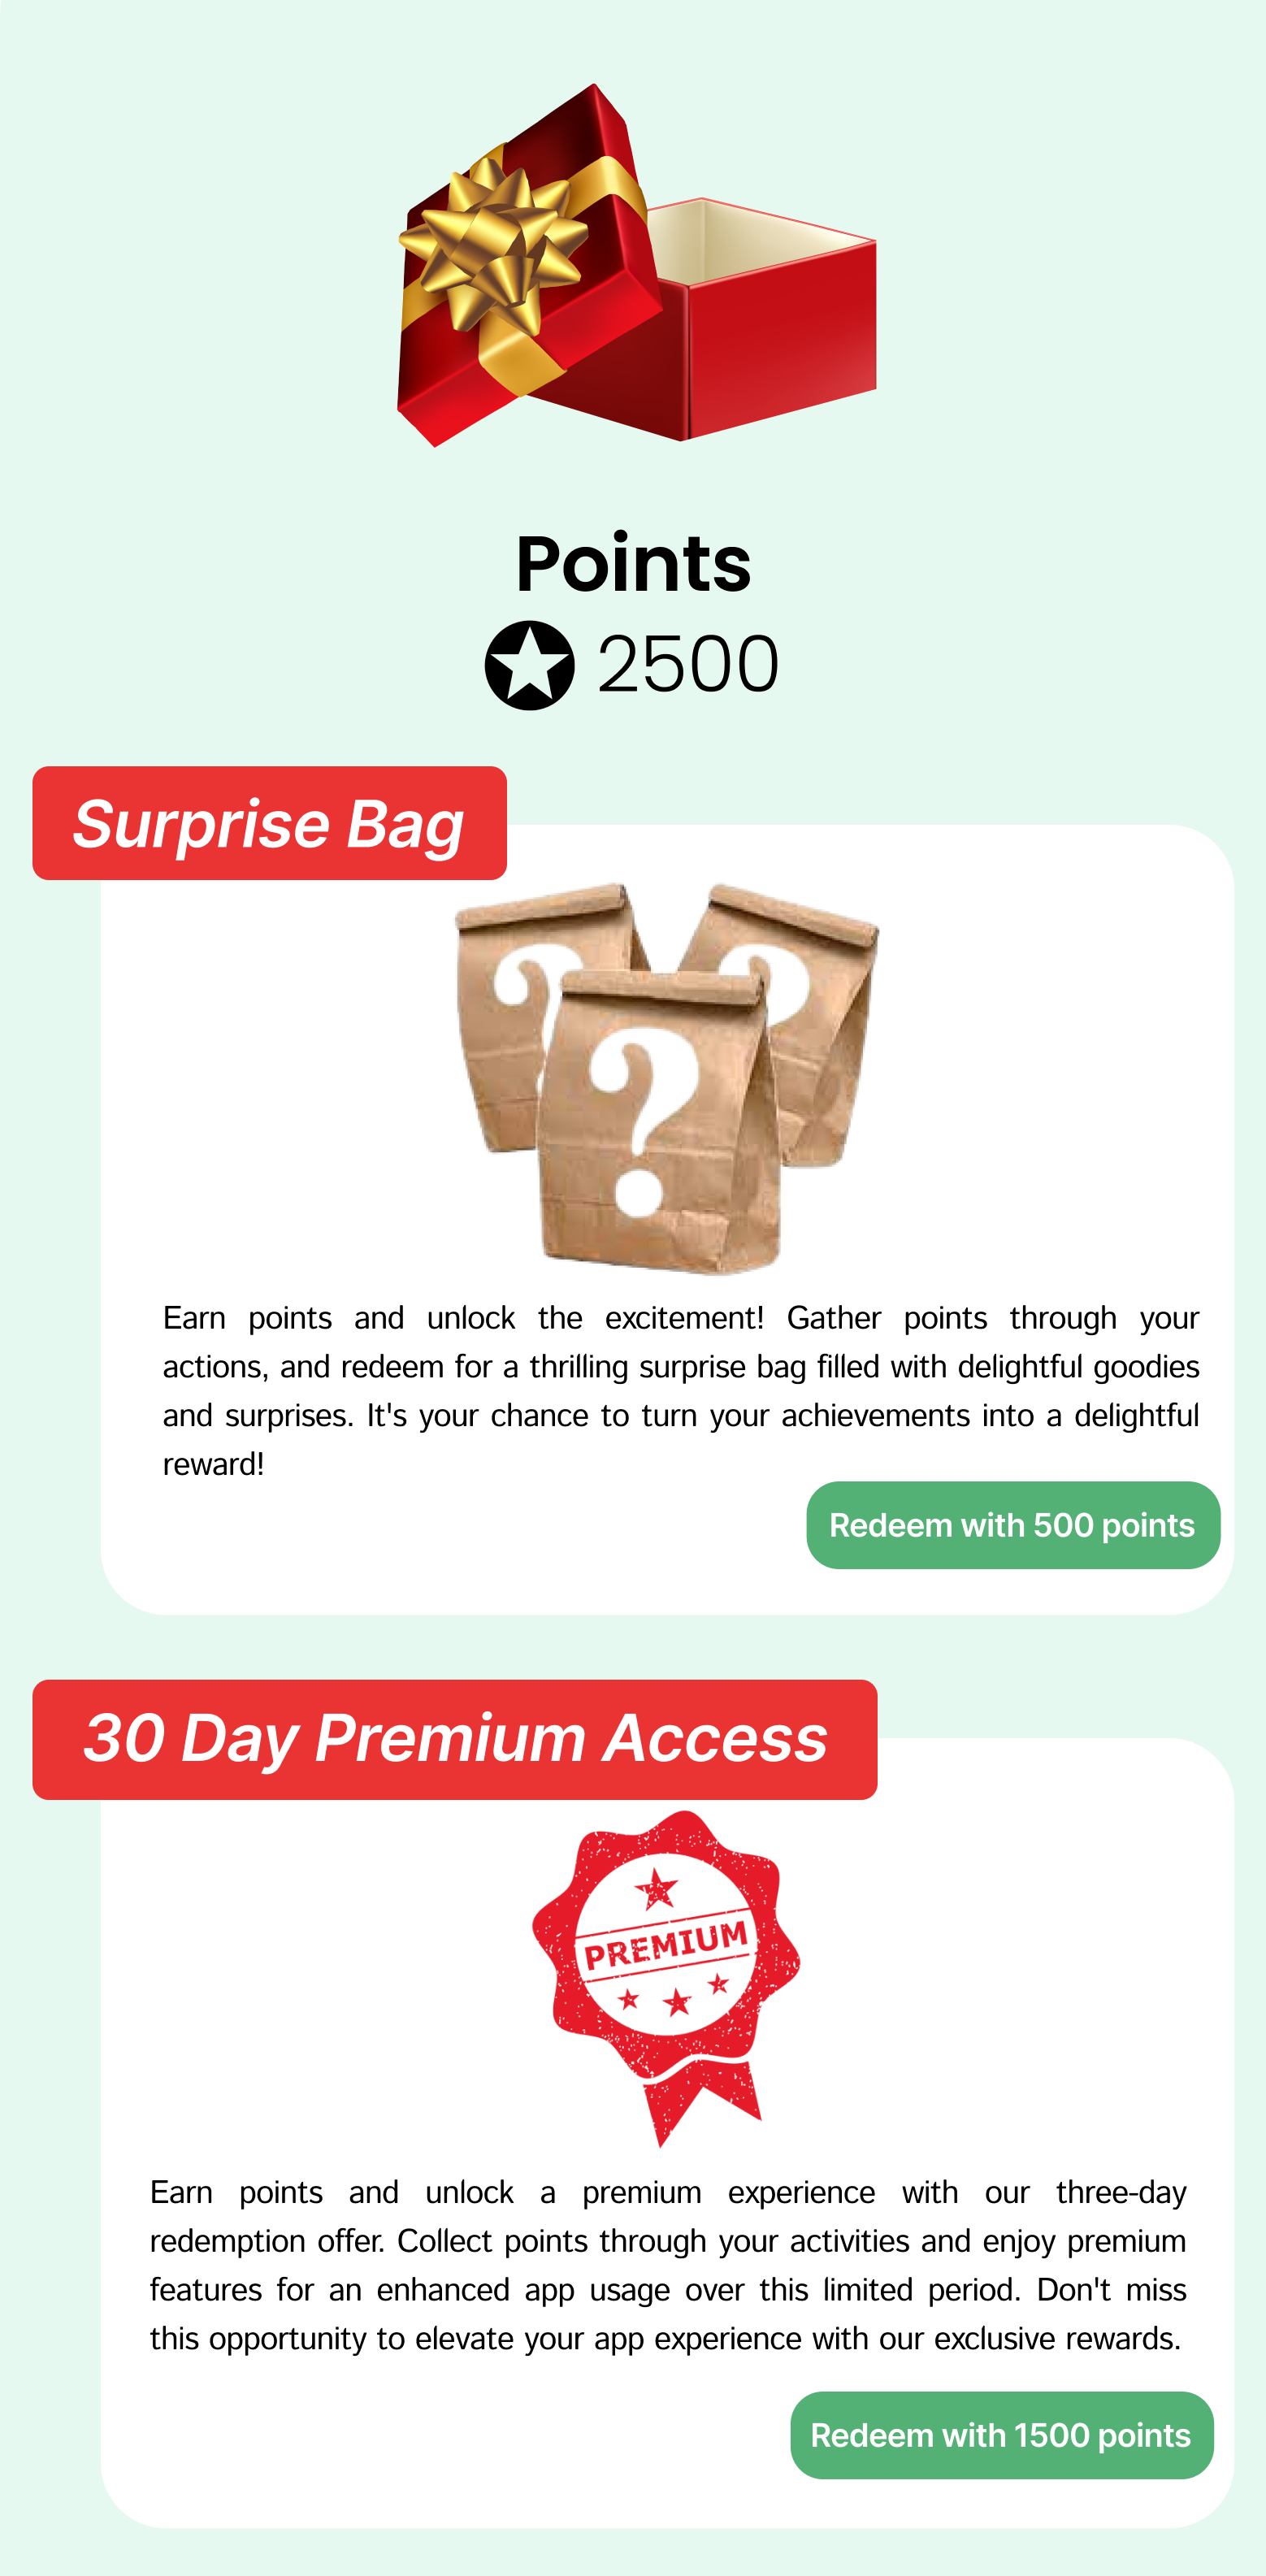 Points
2500
Surprise Bag
? ? ?
Earn points and unlock the excitement! Gather points through your
actions, and redeem for a thrilling surprise bag filled with delightful goodies
and surprises. It's your chance to turn your achievements into a delightful
reward!
Redeem with 500 points
30 Day Premium Access
PREMIUM
Earn points and unlock a premium experience with our three-day
redemption offer. Collect points through your activities and enjoy premium
features for an enhanced app usage over this limited period. Don't miss
this opportunity to elevate your app experience with our exclusive rewards.
Redeem with 1500 points